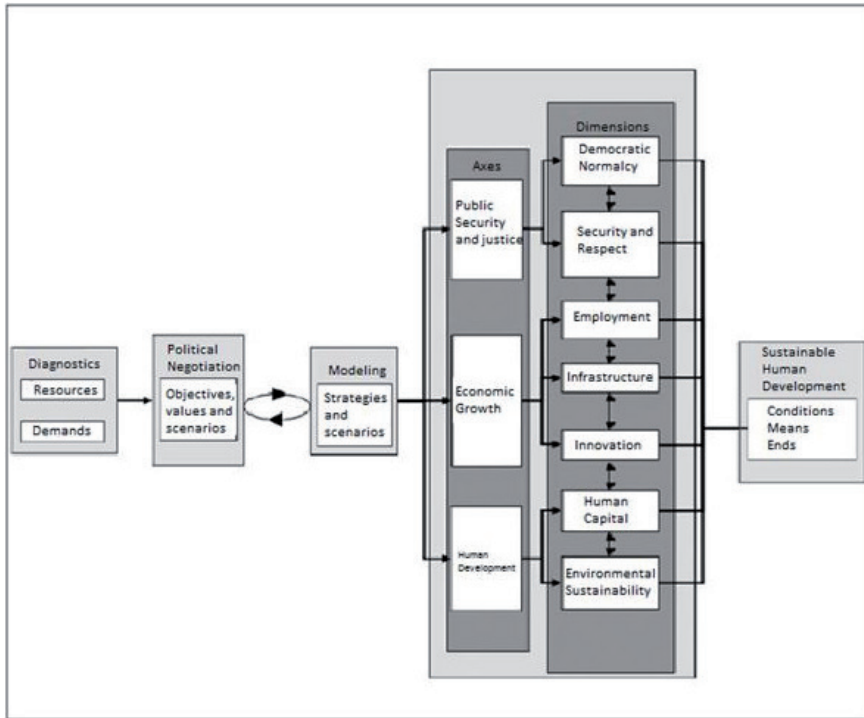 Diagnostics
Resources
Demands
Political
Negotiation
Objectives,
values and
scenarios
Modeling
Strategies
and
scenarios
Axes
Public
Security
and justice
Economic
Growth
Human
Development
Dimensions
Democratic
Normalcy
Security and
Respect
Employment
Infrastructure
Innovation
Human
Capital
Environmental
Sustainability
Sustainable
Human
Development
Conditions
Means
Ends